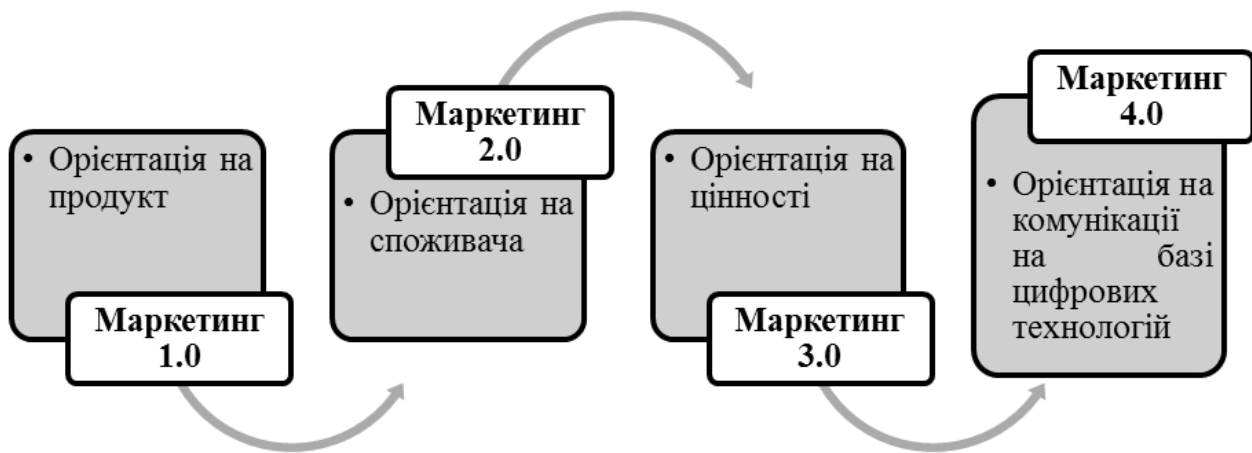 • Орієнтація на
продукт
Маркетинг
1.0
Маркетинг
2.0
• Орієнтація на
споживача
• Орієнтація на
цінності
Маркетинг
3.0
Маркетинг
4.0
• Орієнтація на
комунікації
на базі
цифрових
технологій